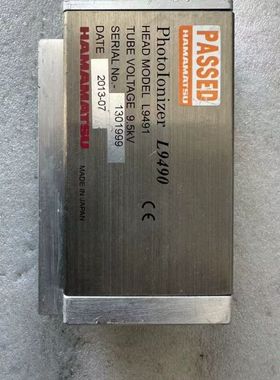 PASSED
HAMAMATSU
PhotoIonizer L9490
HEAD MODEL L9491
TUBE VOLTAGE 9.5kV
SERIAL No.- 1301999
DATE 2013-07
CE
HAMAMATSU
MADE IN JAPAN